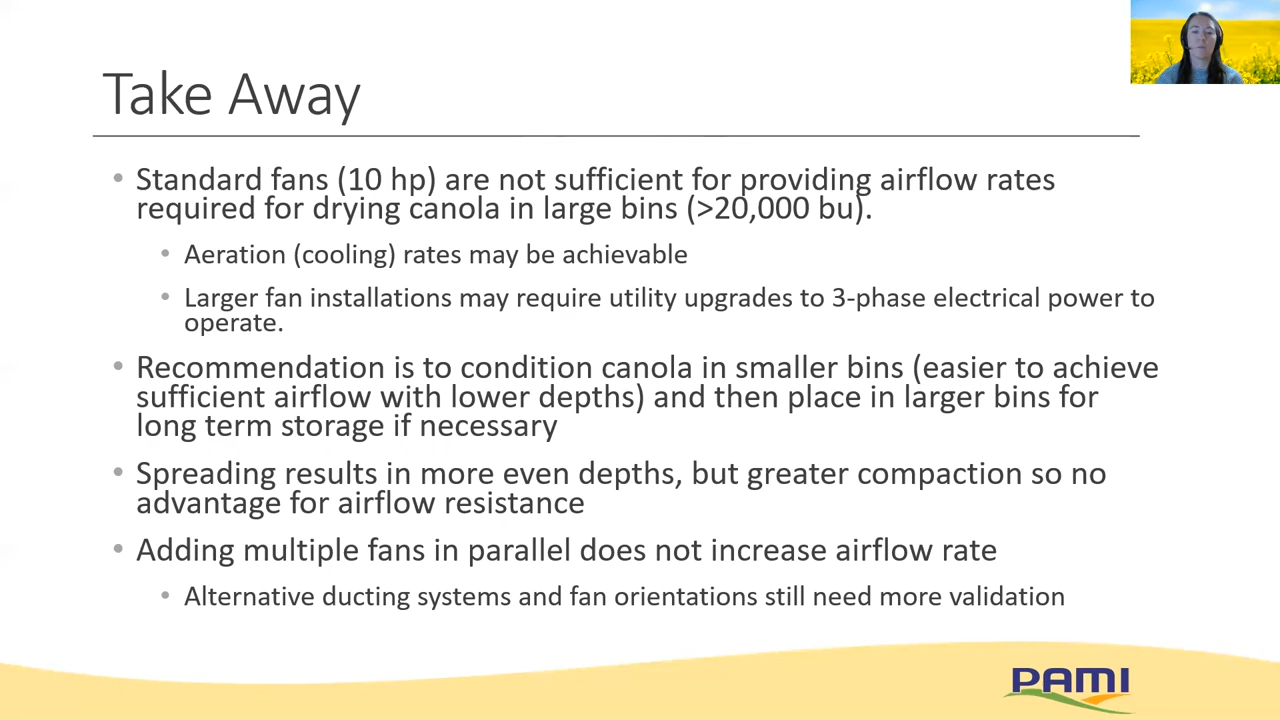 Take Away
• Standard fans (10 hp) are not sufficient for providing airflow rates
required for drying canola in large bins (>20,000 bu).
• Aeration (cooling) rates may be achievable
• Larger fan installations may require utility upgrades to 3-phase electrical power to
operate.
• Recommendation is to condition canola in smaller bins (easier to achieve
sufficient airflow with lower depths) and then place in larger bins for
long term storage if necessary
• Spreading results in more even depths, but greater compaction so no
advantage for airflow resistance
• Adding multiple fans in parallel does not increase airflow rate
• Alternative ducting systems and fan orientations still need more validation
PAMI